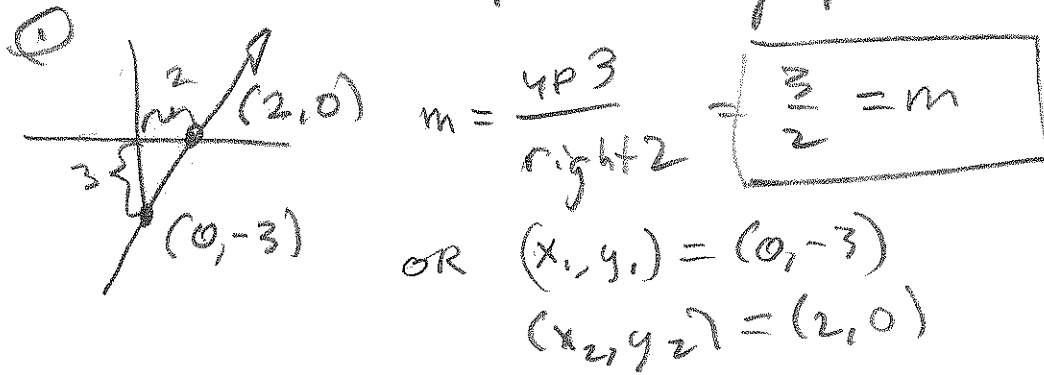 ①
2
(2,0)
3
(0,-3)
m = up 3 / right 2 = 3/2 = m
OR (x₁, y₁) = (0,-3)
(x₂, y₂) = (2,0)